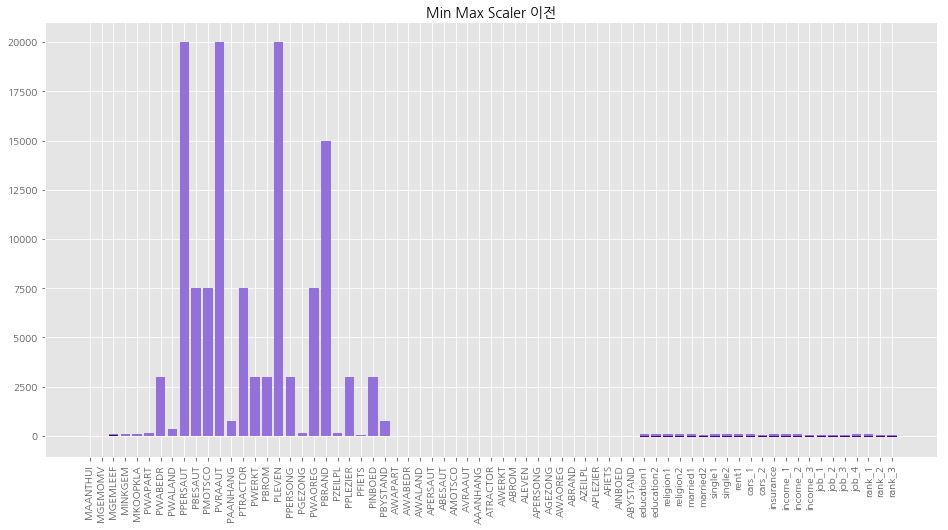 Min Max Scaler 이전
20000
17500
15000
12500
10000
7500
5000
2500
0
MAANTHUI
MGEMOMV
MGEMLEEF
MINKGEM
MKOOPKLA
PWAPART
PWABEDR
PWALAND
PPERSAUT
PBESAUT
PMOTSCO
PVRAAUT
PAANHANG
PTRACTOR
PWERKT
PBROM
PLEVEN
PPERSONG
PGEZONG
PWAOREG
PBRAND
PZEILPL
PPLEZIER
PFIETS
PINBOED
PBYSTAND
AWAPART
AWABEDR
AWALAND
APERSAUT
ABESAUT
AMOTSCO
AVRAAUT
AAANHANG
ATRACTOR
AWERKT
ABROM
ALEVEN
APERSONG
AGEZONG
AWAOREG
ABRAND
AZEILPL
APLEZIER
AFIETS
AINBOED
ABYSTAND
education1
education2
religion1
religion2
married1
married2
single1
single2
rent1
cars_1
cars_2
insurance
income_1
income_2
income_3
job_1
job_2
job_3
job_4
rank_1
rank_2
rank_3